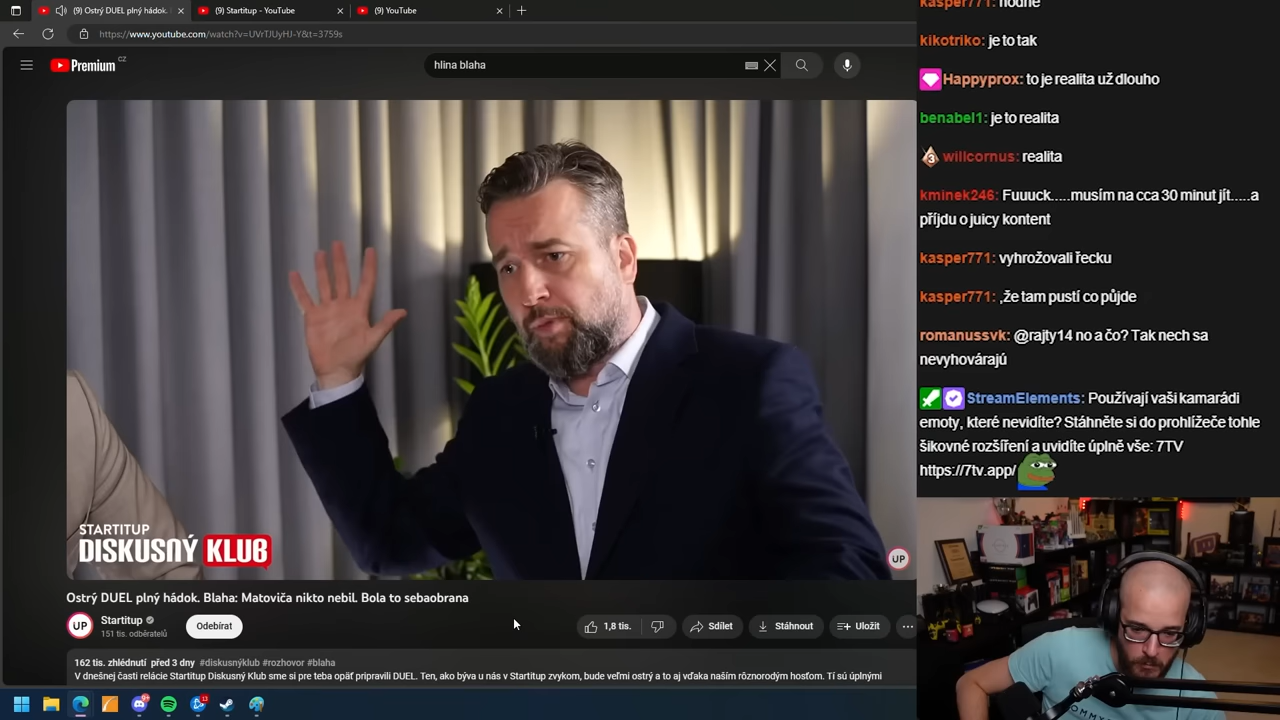 (9) Ostrý DUEL plný hádok.
(9) Startitup - YouTube
(9) YouTube
https://www.youtube.com/watch?v=UVrTJUyHJ-Y&t=3759s
Premium CZ
hlina blaha
STARTITUP
DISKUSNÝ KLUB
UP
Ostrý DUEL plný hádok. Blaha: Matoviča nikto nebil. Bola to sebaobrana
UP
Startitup
151 tis. odběratelů
Odebírat
1,8 tis.
Sdílet
Stáhnout
Uložit
162 tis. zhlédnutí před 3 dny #diskusnýklub #rozhovor #blaha
V dnešnej časti relácie Startitup Diskusný Klub sme si pre teba opäť pripravili DUEL. Ten, ako býva u nás v Startitup zvykom, bude veľmi ostrý a to aj vďaka našim rôznorodým hosťom. Tí sú úplnými
kasper771: hodně
kikotriko: je to tak
Happyprox: to je realita už dlouho
benabel1: je to realita
3 willcornus: realita
kminek246: Fuuuck.....musím na cca 30 minut jít.....a
příjdu o juicy kontent
kasper771: vyhrožovali řecku
kasper771: ,že tam pustí co půjde
romanussvk: @rajty14 no a čo? Tak nech sa
nevyhovárajú
StreamElements: Používají vaši kamarádi
emoty, které nevidíte? Stáhněte si do prohlížeče tohle
šikovné rozšíření a uvidíte úplně vše: 7TV
https://7tv.app/